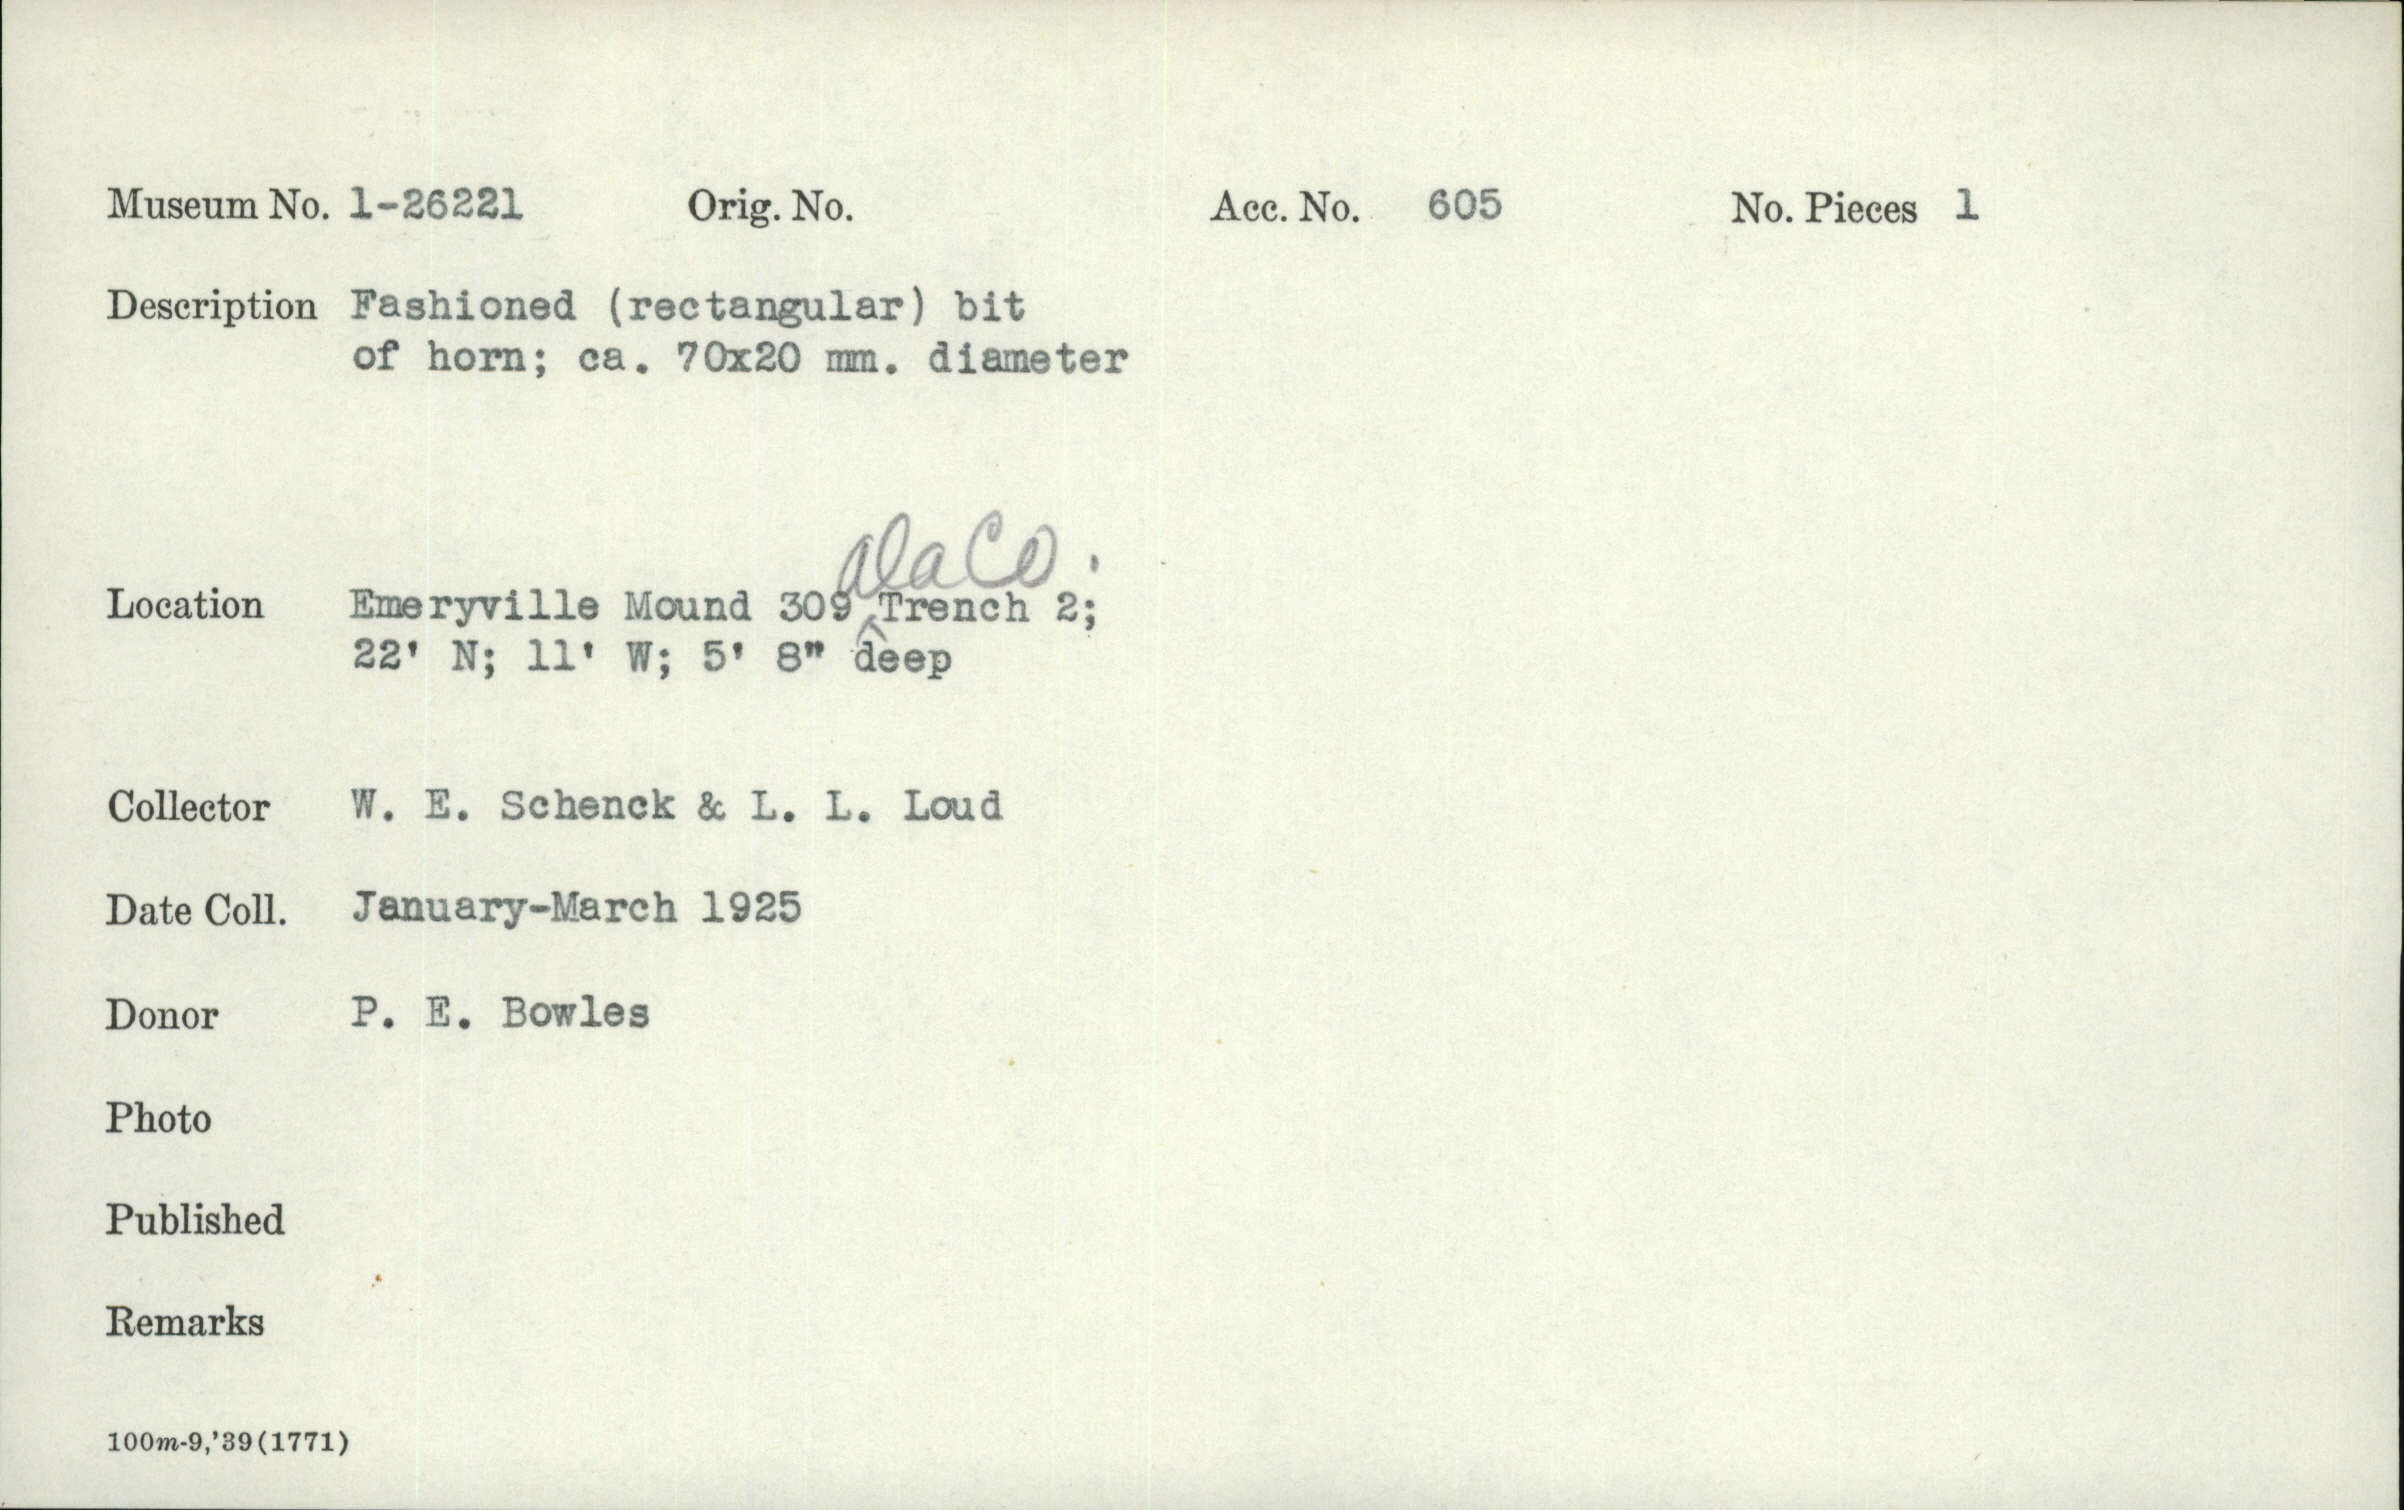 Museum No. 1-26221 Orig. No. Acc. No. 605 No. Pieces 1
Description Fashioned (rectangular) bit
of horn; ca. 70x20 mm. diameter
Ala Co.
Location Emeryville Mound 309 ^ Trench 2;
22' N; 11' W; 5' 8" deep
Collector W. E. Schenck & L. L. Loud
Date Coll. January-March 1925
Donor P. E. Bowles
Photo
Published
Remarks
100m-9,'39(1771)